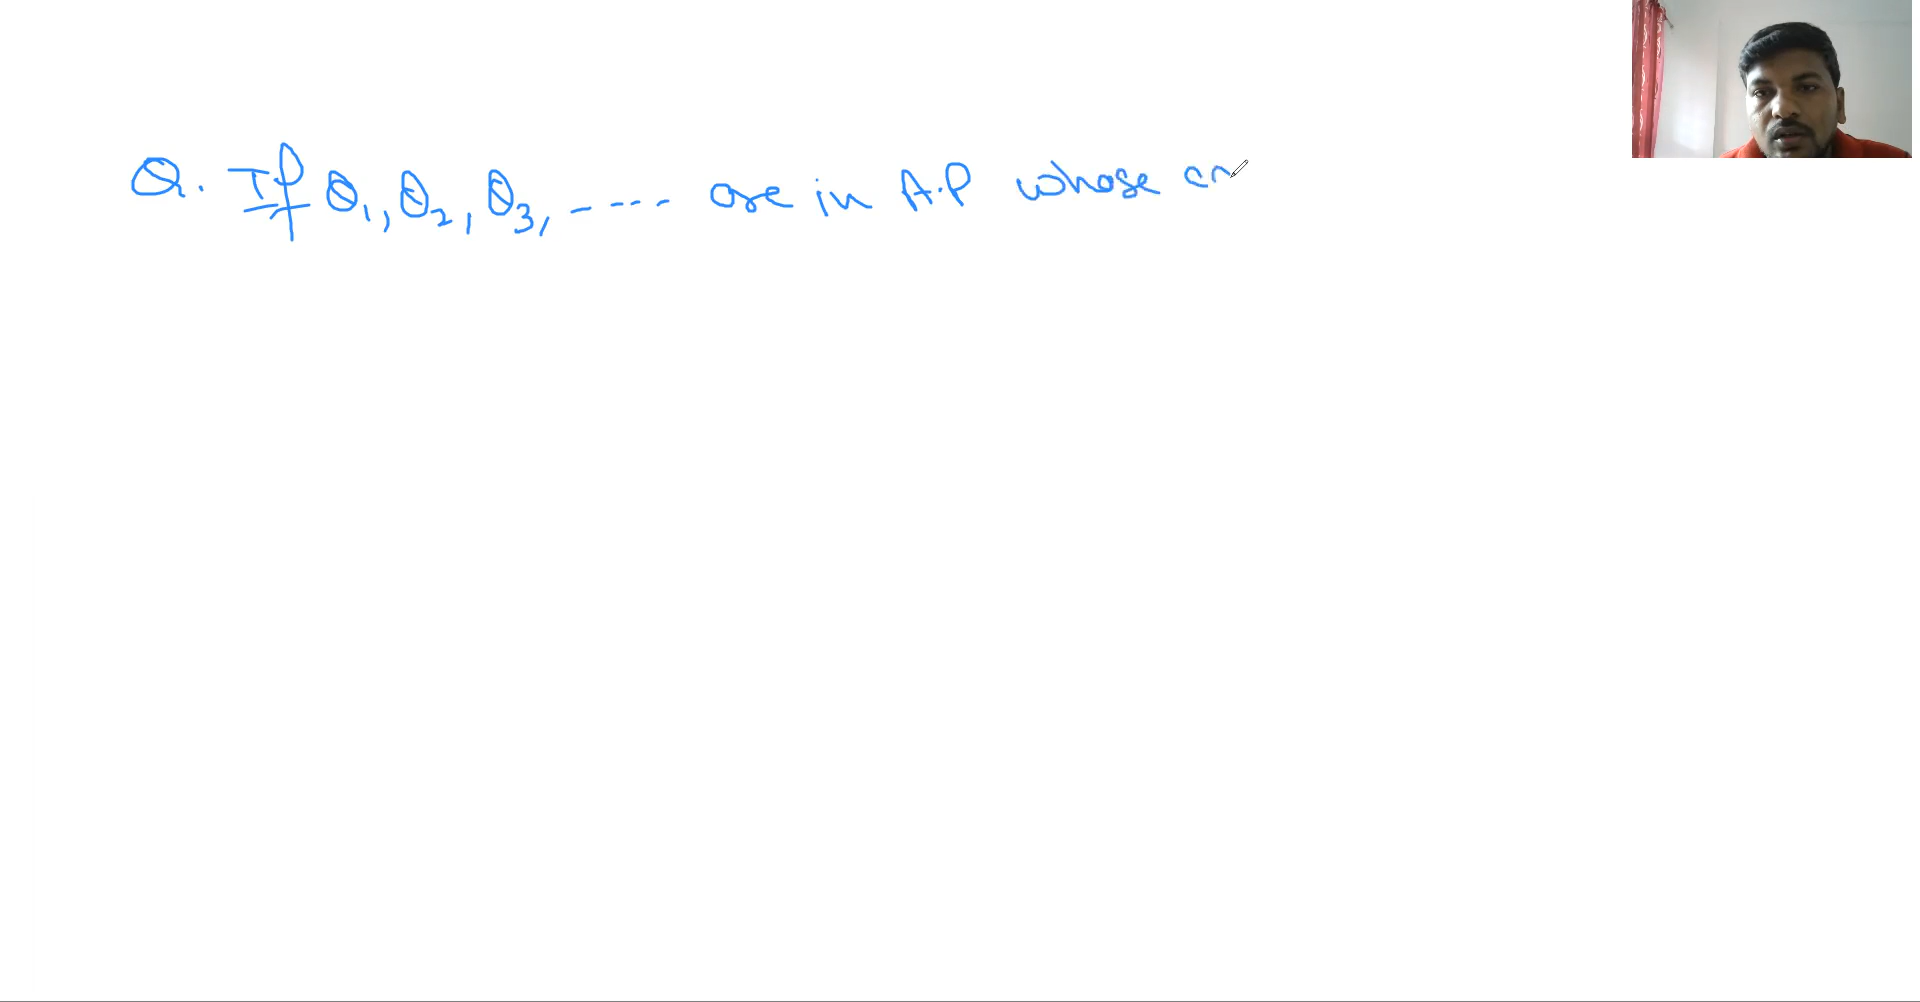 Q. If θ₁, θ₂, θ₃, ---- are in A.P whose